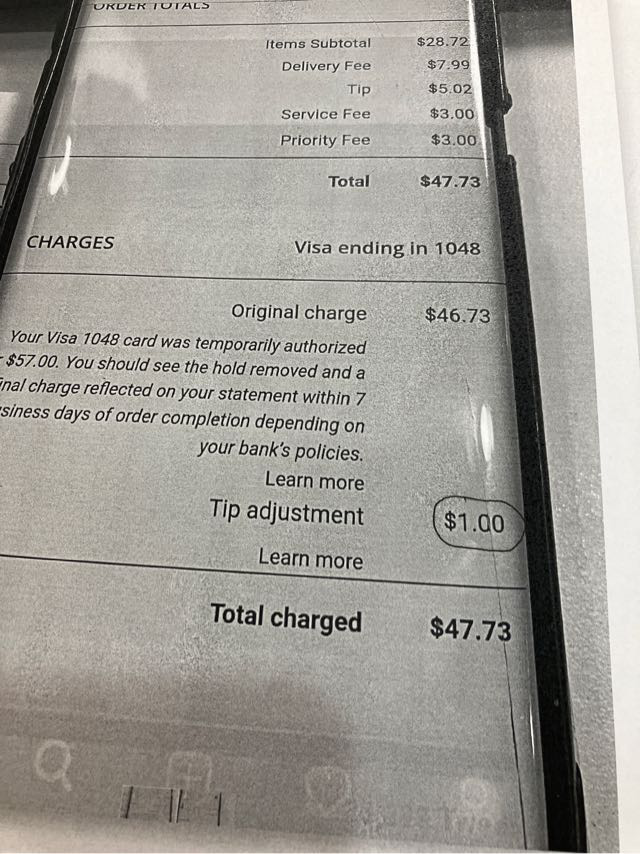 ORDER TOTALS
Items Subtotal $28.72
Delivery Fee $7.99
Tip $5.02
Service Fee $3.00
Priority Fee $3.00
Total $47.73
CHARGES Visa ending in 1048
Original charge $46.73
Your Visa 1048 card was temporarily authorized
$57.00. You should see the hold removed and a
inal charge reflected on your statement within 7
siness days of order completion depending on
your bank's policies.
Learn more
Tip adjustment $1.00
Learn more
Total charged $47.73